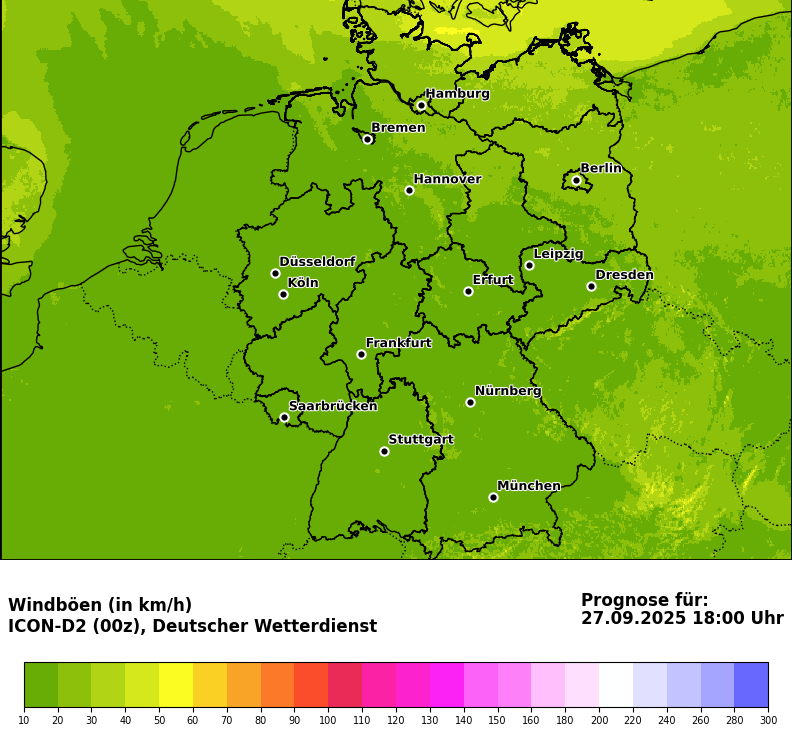 Hamburg
Bremen
Berlin
Hannover
Leipzig
Düsseldorf
Dresden
Köln
Erfurt
Frankfurt
Nürnberg
Saarbrücken
Stuttgart
München
Windböen (in km/h)
ICON-D2 (00z), Deutscher Wetterdienst
Prognose für:
27.09.2025 18:00 Uhr
10 20 30 40 50 60 70 80 90 100 110 120 130 140 150 160 180 200 220 240 260 280 300